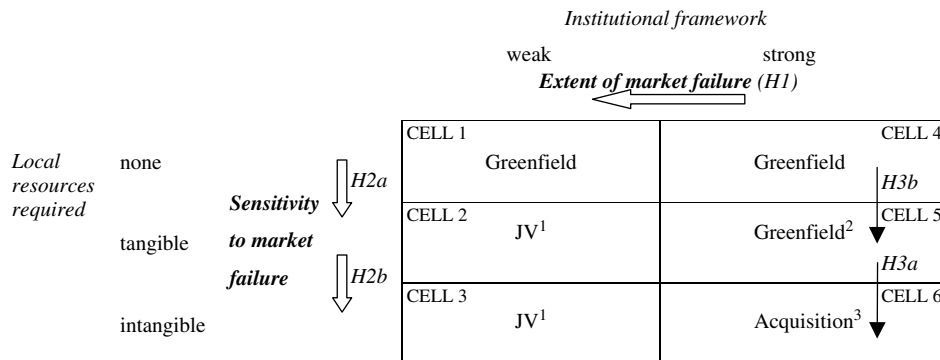 Institutional framework
weak strong
Extent of market failure (H1)
CELL 1 CELL 4
Local resources required
none
Greenfield Greenfield
H2a H3b
Sensitivity to market failure
CELL 2 CELL 5
tangible
JV¹ Greenfield²
H2b H3a
CELL 3 CELL 6
intangible
JV¹ Acquisition³